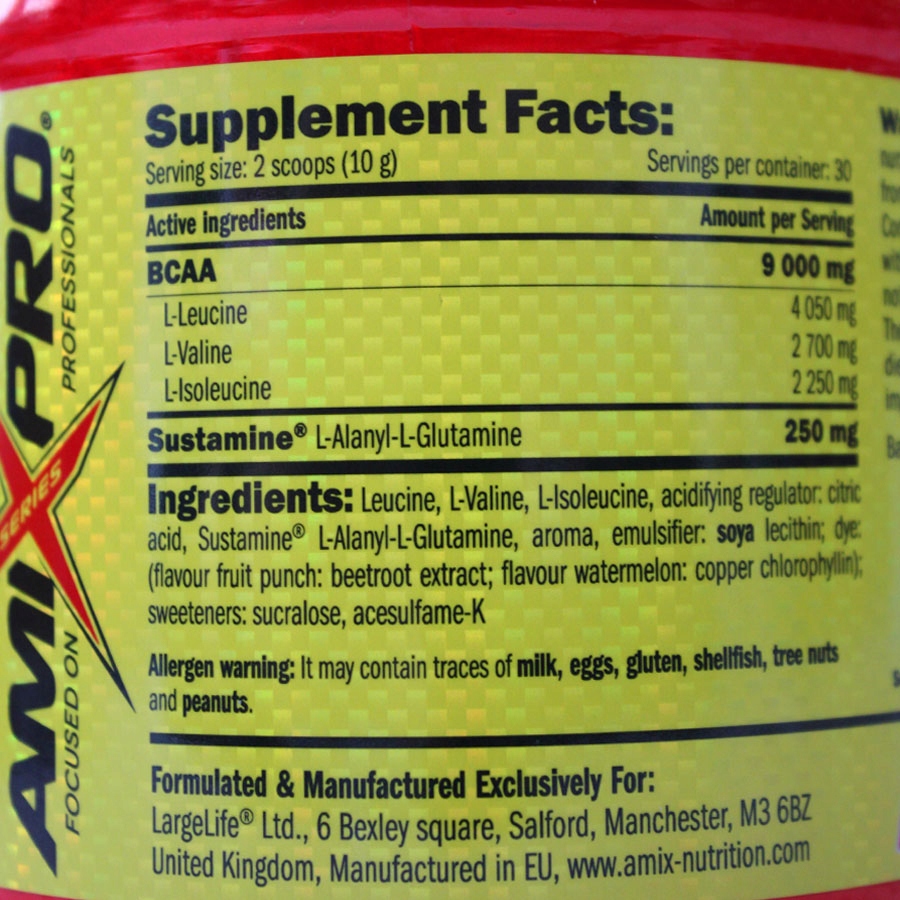 AMIX PRO®
SERIES
FOCUSED ON PROFESSIONALS
Supplement Facts:
Serving size: 2 scoops (10 g) Servings per container: 30
Active ingredients Amount per Serving
BCAA 9 000 mg
L-Leucine 4 050 mg
L-Valine 2 700 mg
L-Isoleucine 2 250 mg
Sustamine® L-Alanyl-L-Glutamine 250 mg
Ingredients: Leucine, L-Valine, L-Isoleucine, acidifying regulator: citric
acid, Sustamine® L-Alanyl-L-Glutamine, aroma, emulsifier: soya lecithin; dye:
(flavour fruit punch: beetroot extract; flavour watermelon: copper chlorophyllin);
sweeteners: sucralose, acesulfame-K
Allergen warning: It may contain traces of milk, eggs, gluten, shellfish, tree nuts
and peanuts.
Formulated & Manufactured Exclusively For:
LargeLife® Ltd., 6 Bexley square, Salford, Manchester, M3 6BZ
United Kingdom, Manufactured in EU, www.amix-nutrition.com